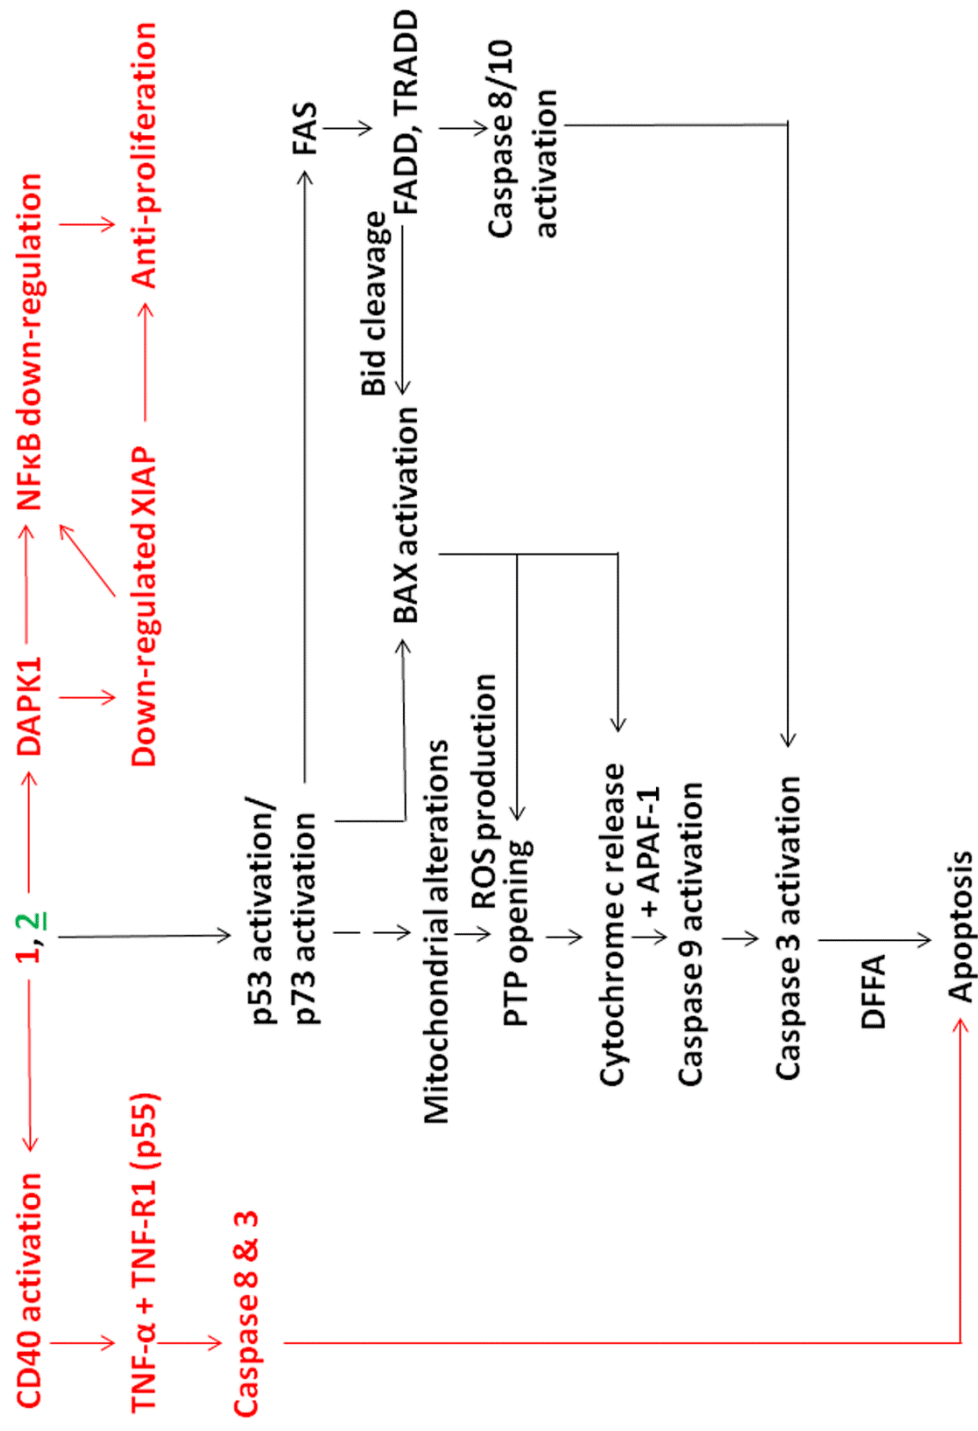 1, 2
CD40 activation
DAPK1
NFκB down-regulation
TNF-α + TNF-R1 (p55)
Down-regulated XIAP
Anti-proliferation
Caspase 8 & 3
p53 activation/
p73 activation
FAS
Bid cleavage
BAX activation
FADD, TRADD
Mitochondrial alterations
ROS production
PTP opening
Caspase 8/10
activation
Cytochrome c release
+ APAF-1
Caspase 9 activation
Caspase 3 activation
DFFA
Apoptosis